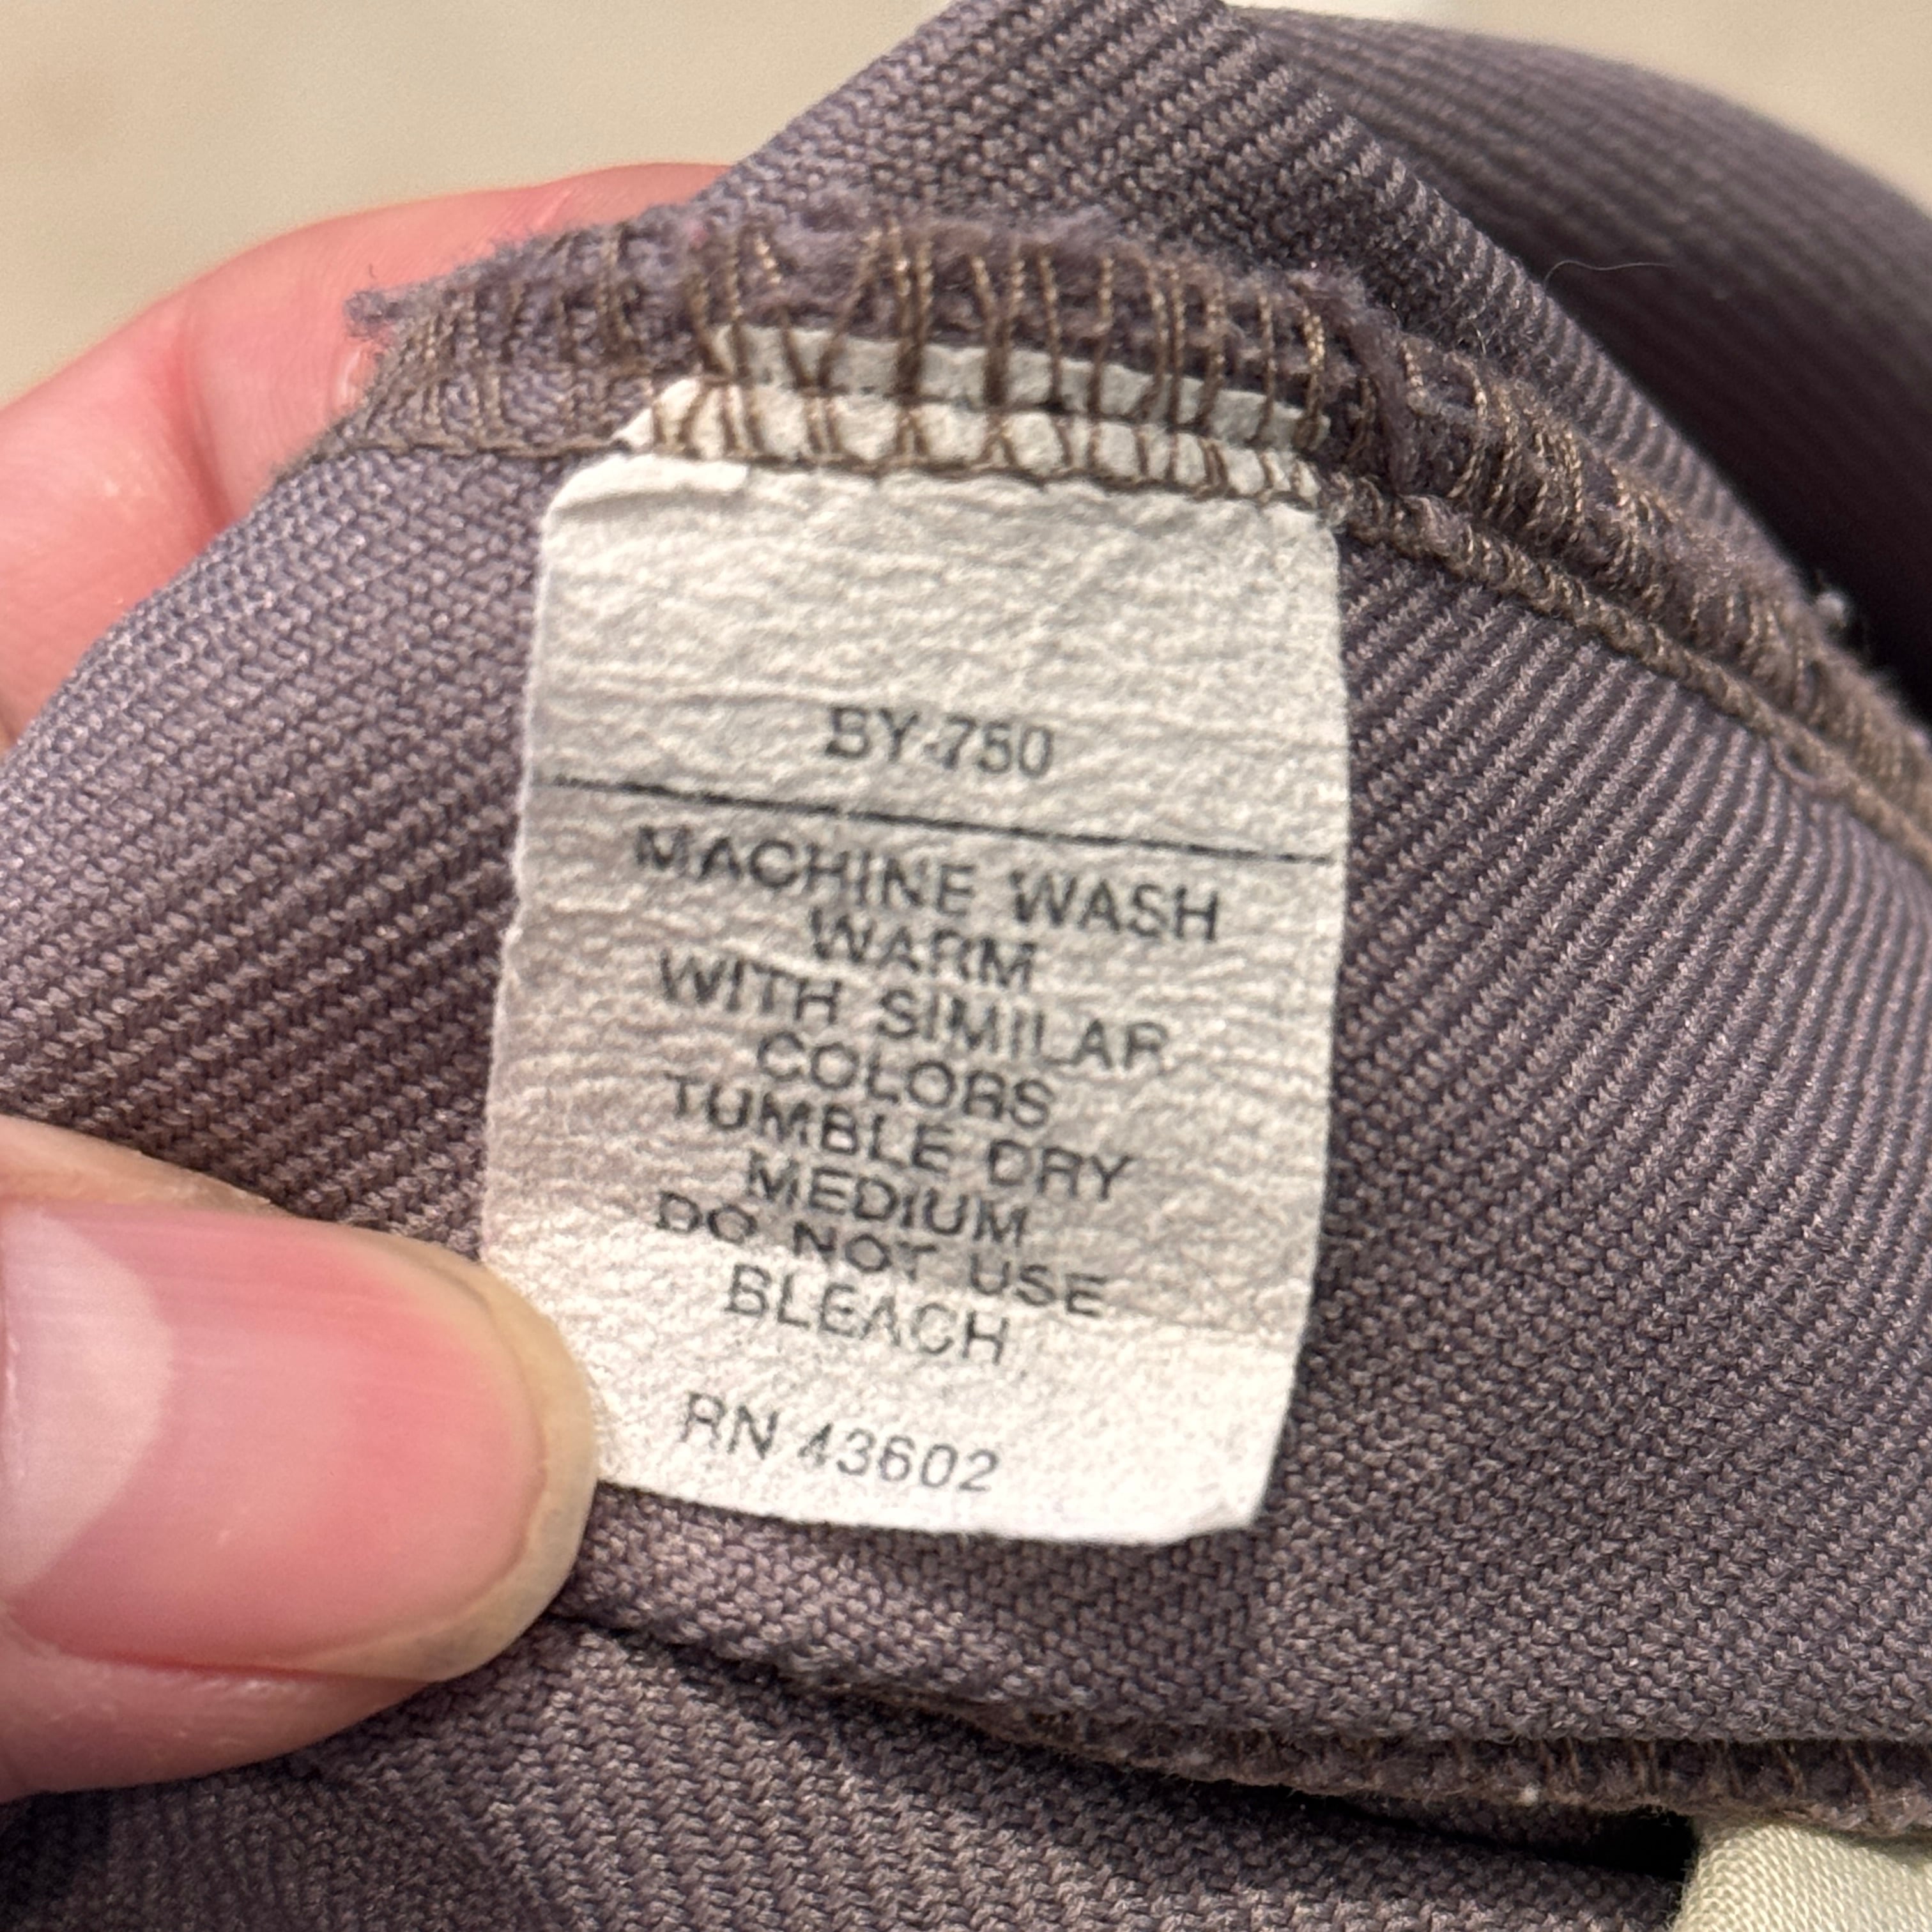 BY-750
MACHINE WASH
WARM
WITH SIMILAR
COLORS
TUMBLE DRY
MEDIUM
DO NOT USE
BLEACH
RN 43602